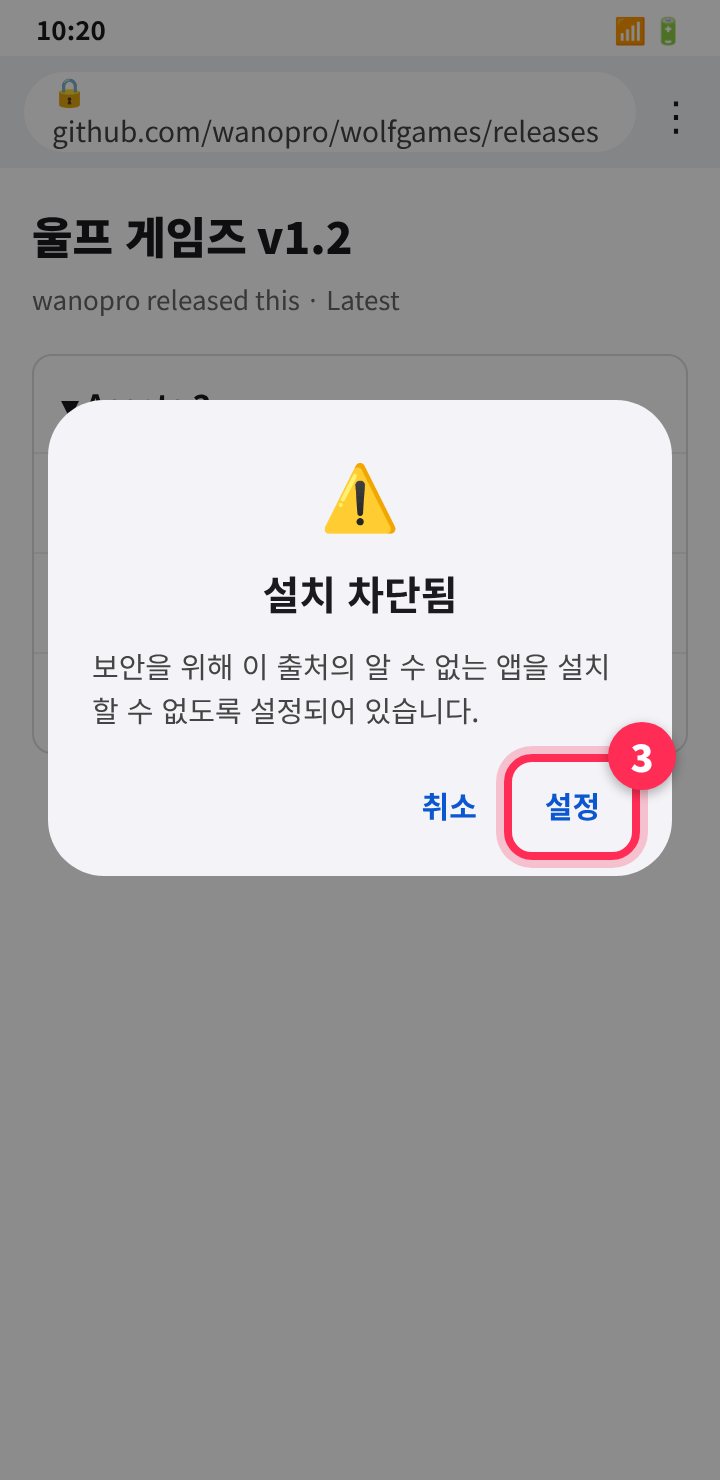 10:20
github.com/wanopro/wolfgames/releases
울프 게임즈 v1.2
wanopro released this · Latest
설치 차단됨
보안을 위해 이 출처의 알 수 없는 앱을 설치
할 수 없도록 설정되어 있습니다.
3
취소
설정